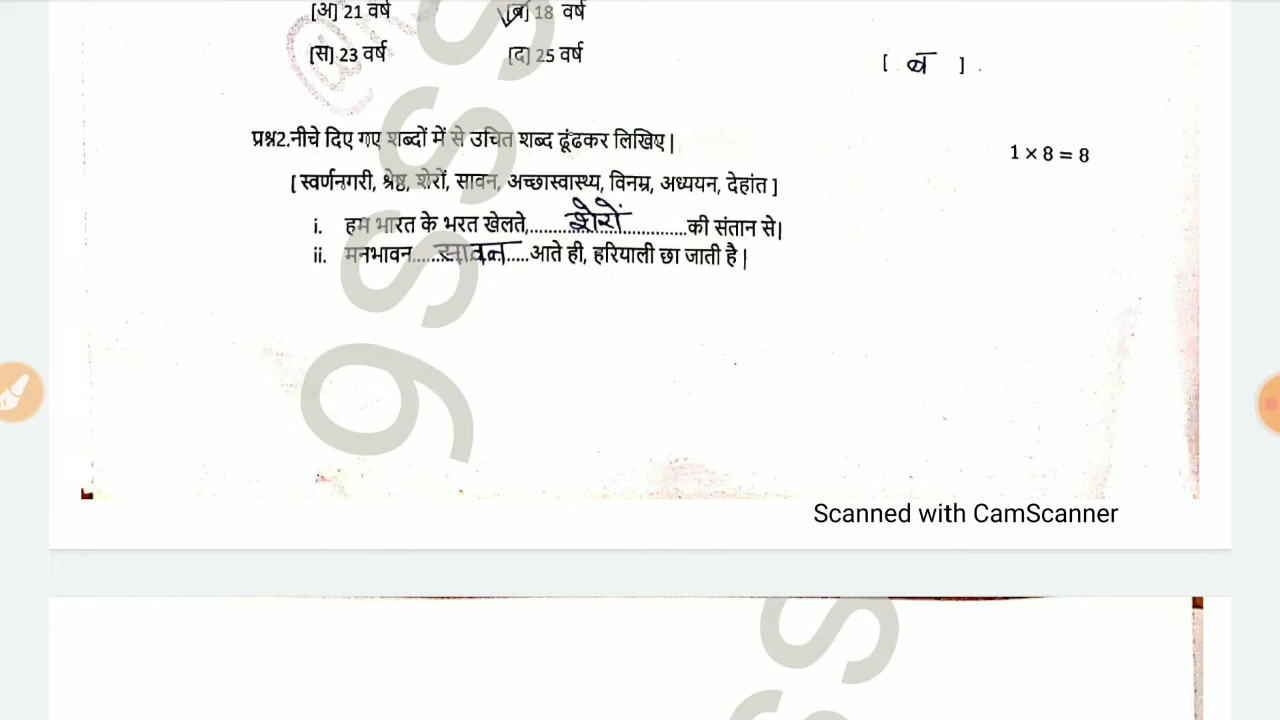 [अ] 21 वर्ष [ब] 18 वर्ष
[स] 23 वर्ष [द] 25 वर्ष [ ब ] .
प्रश्न2.नीचे दिए गए शब्दों में से उचित शब्द ढूंढकर लिखिए | 1 × 8 = 8
[ स्वर्णनगरी, श्रेष्ठ, शेरों, सावन, अच्छास्वास्थ्य, विनम्र, अध्ययन, देहांत ]
i. हम भारत के भरत खेलते,..........शेरों..........की संतान से|
ii. मनभावन.......सावन.....आते ही, हरियाली छा जाती है |
Scanned with CamScanner